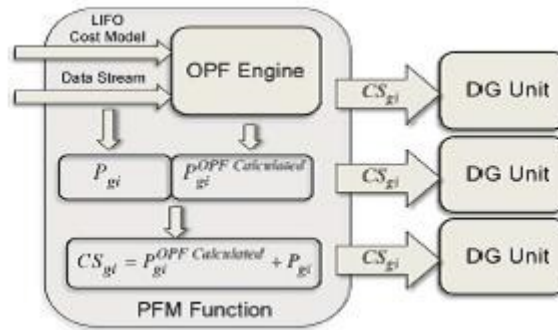 LIFO
Cost Model
Data Stream
OPF Engine
CS_gi
DG Unit
P_gi
P_gi^OPF Calculated
CS_gi
DG Unit
CS_gi = P_gi^OPF Calculated + P_gi
CS_gi
DG Unit
PFM Function